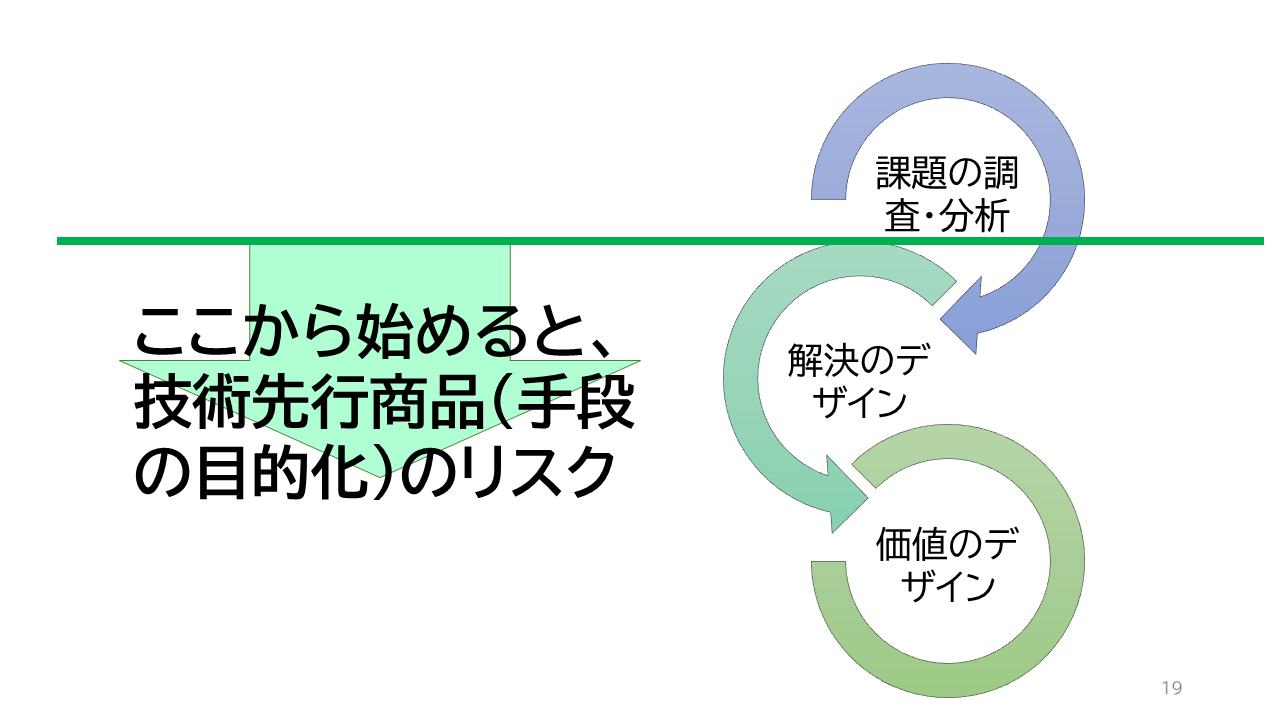 課題の調
査・分析
ここから始めると、
技術先行商品(手段
の目的化)のリスク
解決のデ
ザイン
価値のデ
ザイン
19